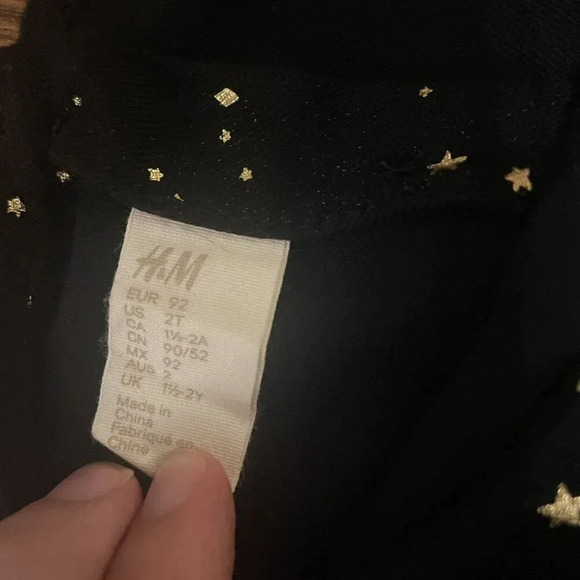 H&M
EUR 92
US 2T
CA 1½-2A
CN 90/52
MX 92
AUS 2
UK 1½-2Y
Made in
China
Fabriqué en
Chine